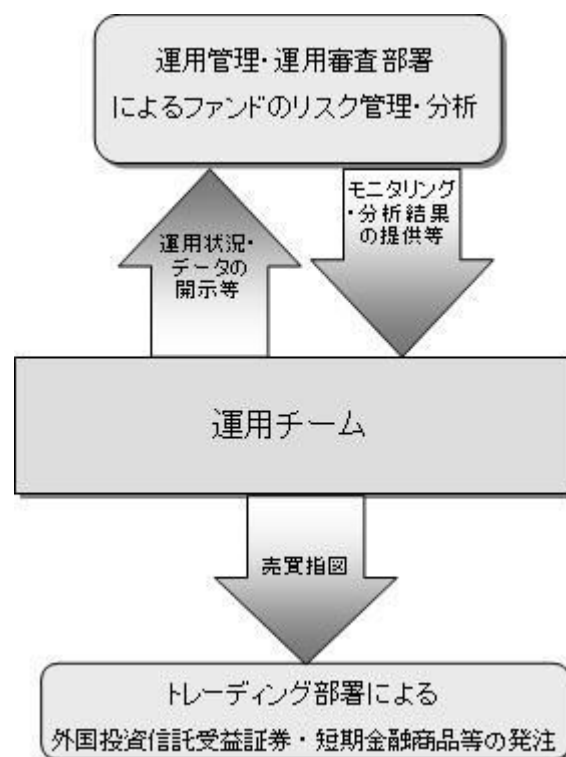 運用管理・運用審査部署
によるファンドのリスク管理・分析
運用状況・
データの
開示等
モニタリング
・分析結果
の提供等
運用チーム
売買指図
トレーディング部署による
外国投資信託受益証券・短期金融商品等の発注